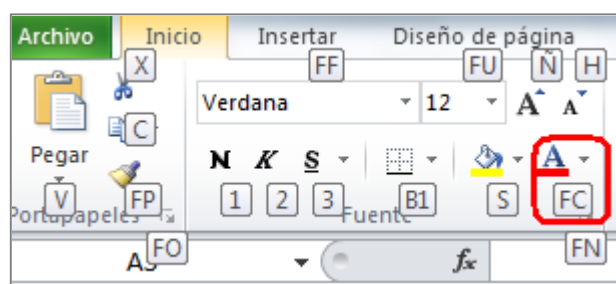 Archivo Inicio Insertar Diseño de página
X FF FU Ñ H
Verdana 12 A A
C
Pegar N K S A
V FP 1 2 3 B1 S FC
Portapapeles Fuente
FO FN
A3 fx